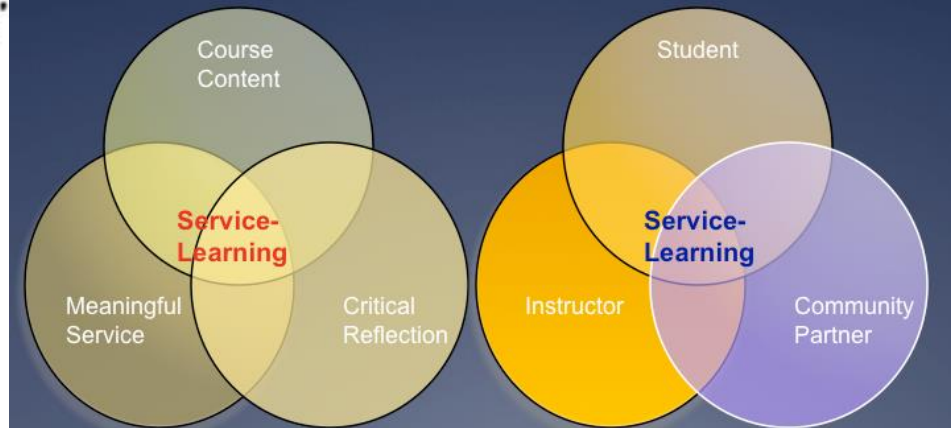 Course
Content
Service-
Learning
Meaningful
Service
Critical
Reflection
Student
Service-
Learning
Instructor
Community
Partner